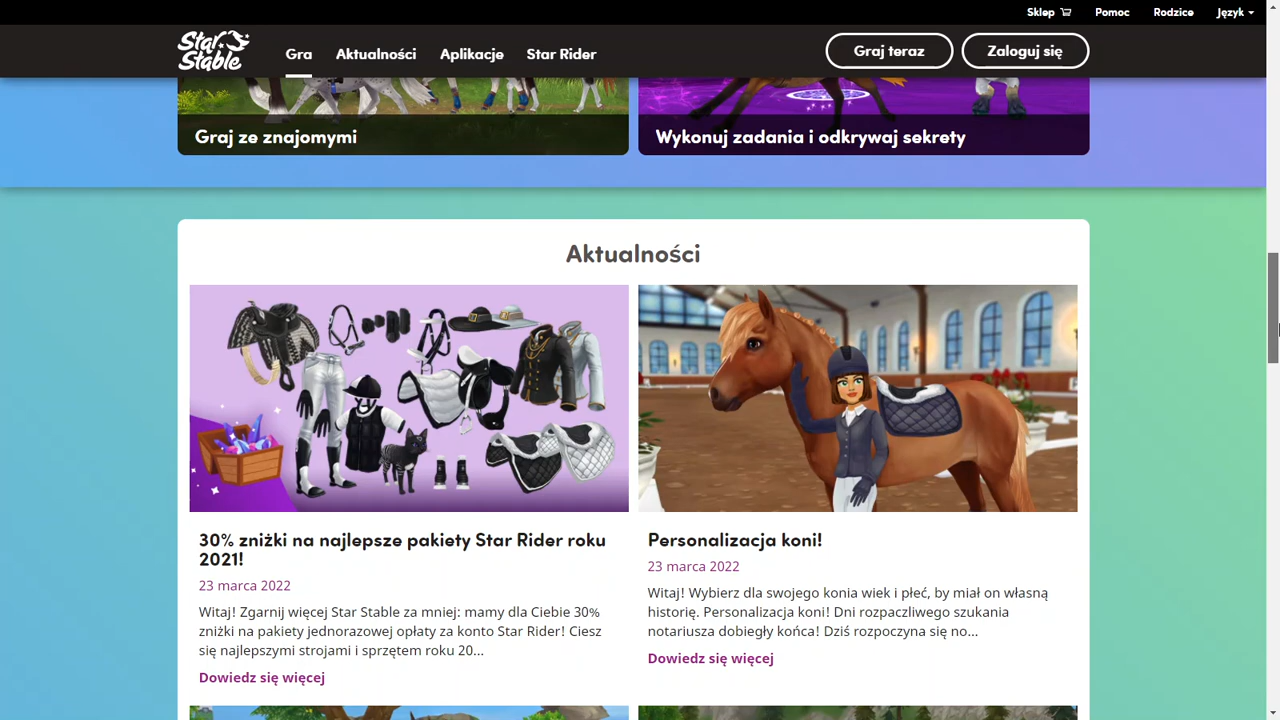 Sklep
Pomoc
Rodzice
Język
Star Stable
Gra
Aktualności
Aplikacje
Star Rider
Graj teraz
Zaloguj się
Graj ze znajomymi
Wykonuj zadania i odkrywaj sekrety
Aktualności
30% zniżki na najlepsze pakiety Star Rider roku
2021!
23 marca 2022
Witaj! Zgarnij więcej Star Stable za mniej: mamy dla Ciebie 30%
zniżki na pakiety jednorazowej opłaty za konto Star Rider! Ciesz
się najlepszymi strojami i sprzętem roku 20...
Dowiedz się więcej
Personalizacja koni!
23 marca 2022
Witaj! Wybierz dla swojego konia wiek i płeć, by miał on własną
historię. Personalizacja koni! Dni rozpaczliwego szukania
notariusza dobiegły końca! Dziś rozpoczyna się no...
Dowiedz się więcej